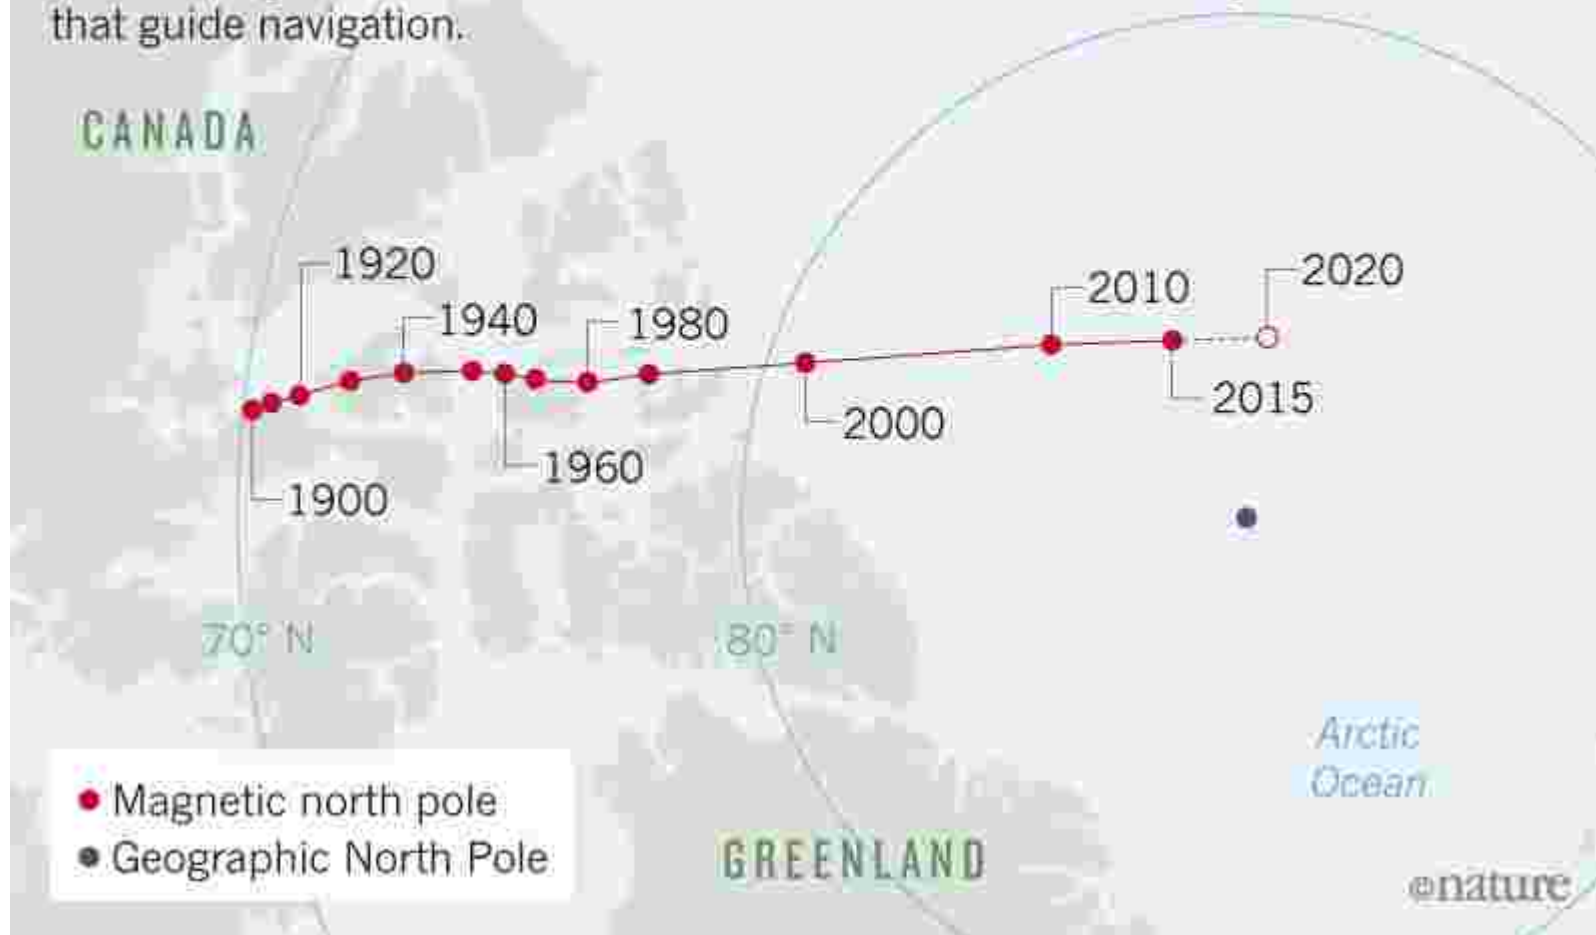 that guide navigation.
CANADA
1920
1940
1980
2010
2020
2000
2015
1960
1900
70° N
80° N
Arctic
Ocean
Magnetic north pole
Geographic North Pole
GREENLAND
©nature